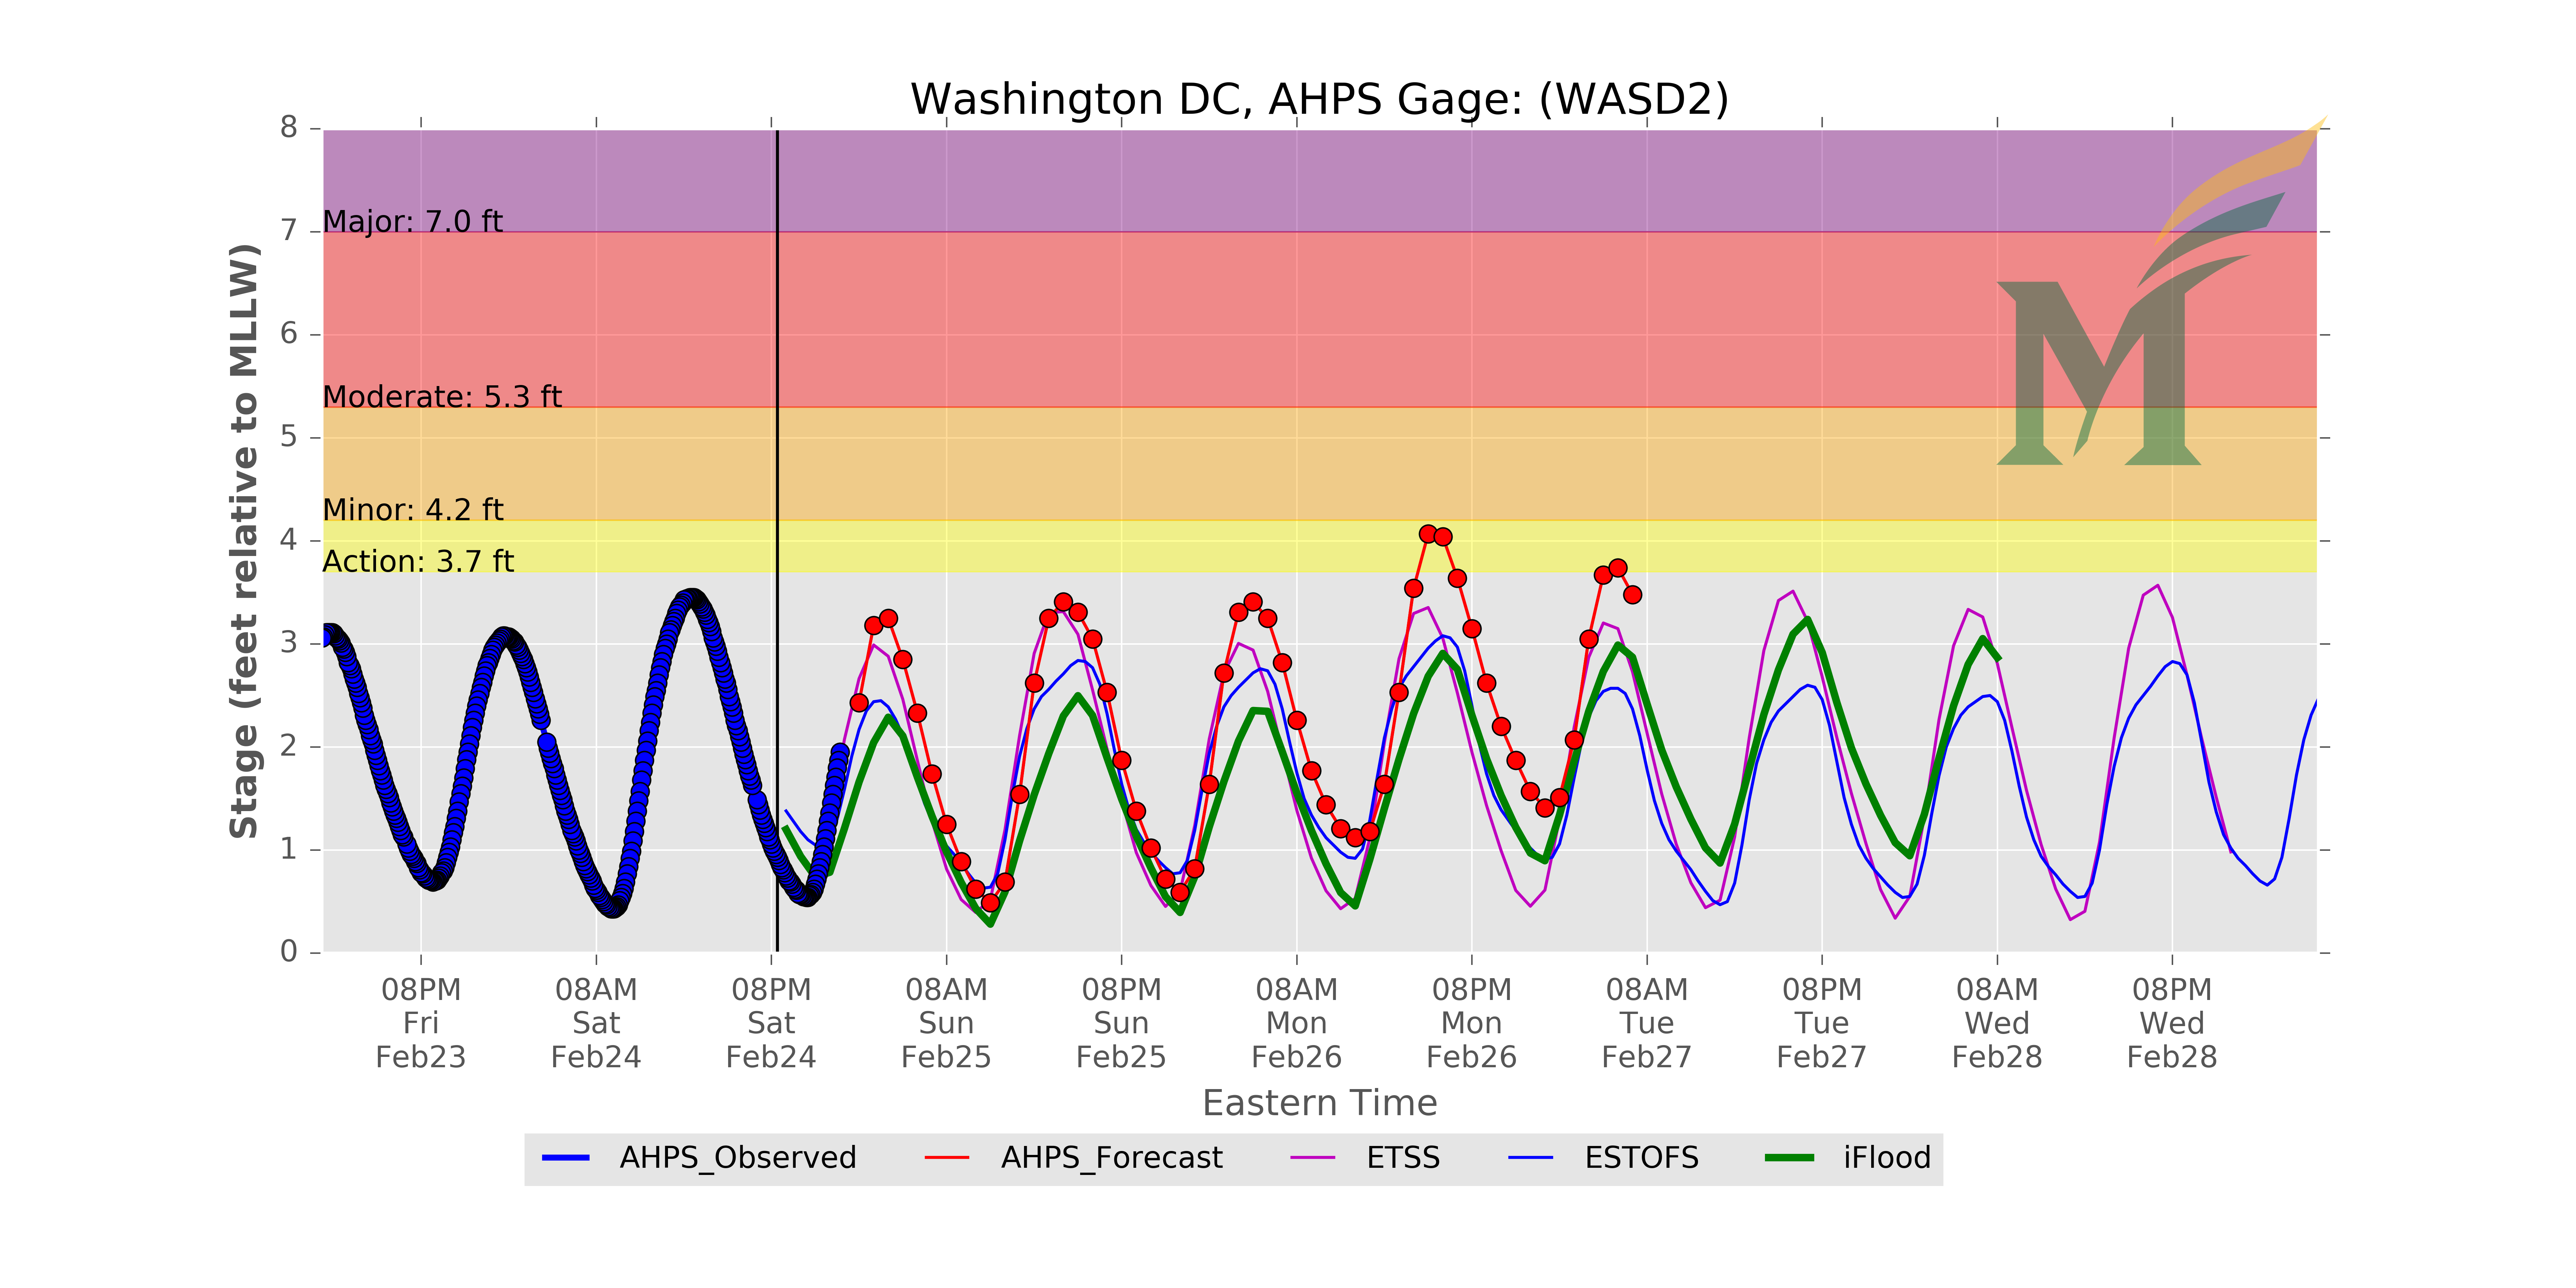 Washington DC, AHPS Gage: (WASD2)
Stage (feet relative to MLLW)
8
7
6
5
4
3
2
1
0
Major: 7.0 ft
Moderate: 5.3 ft
Minor: 4.2 ft
Action: 3.7 ft
M
08PM 08AM 08PM 08AM 08PM 08AM 08PM 08AM 08PM 08AM 08PM
Fri Sat Sat Sun Sun Mon Mon Tue Tue Wed Wed
Feb23 Feb24 Feb24 Feb25 Feb25 Feb26 Feb26 Feb27 Feb27 Feb28 Feb28
Eastern Time
AHPS_Observed AHPS_Forecast ETSS ESTOFS iFlood